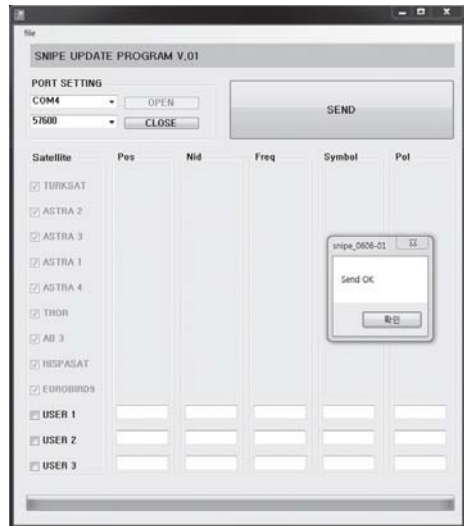 file
SNIPE UPDATE PROGRAM V.01
PORT SETTING
COM4
OPEN
57600
CLOSE
SEND
Satellite Pos Nid Freq Symbol Pol
TURKSAT
ASTRA 2
ASTRA 3
ASTRA 1
ASTRA 4
THOR
AB 3
HISPASAT
EUROBIRD9
USER 1
USER 2
USER 3
snipe_0606-01
Send OK
확인